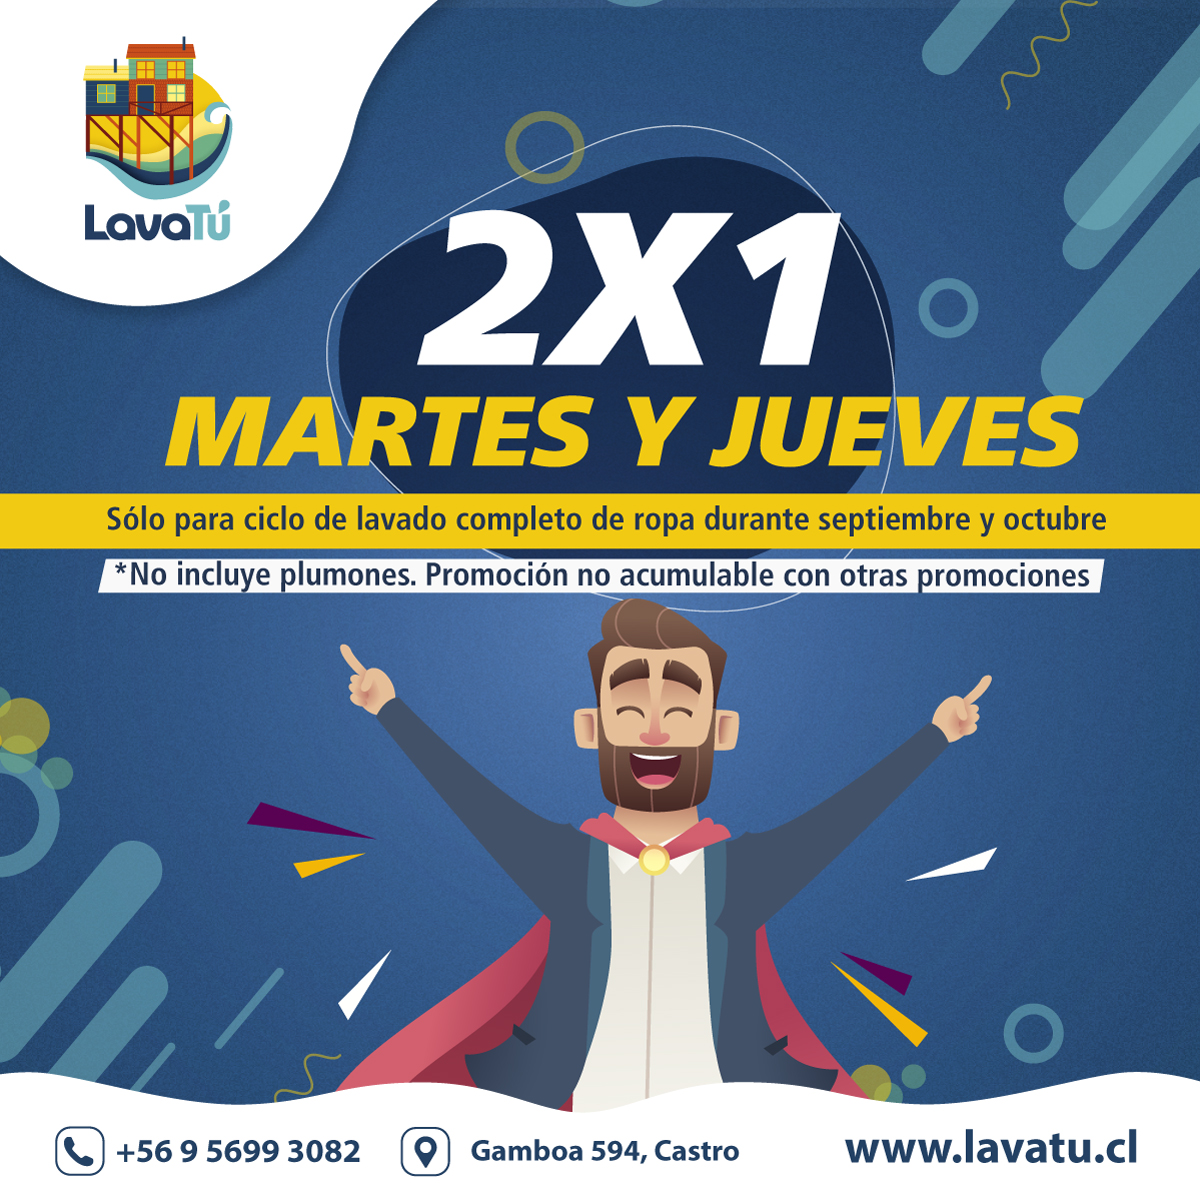 LavaTú
2X1
MARTES Y JUEVES
Sólo para ciclo de lavado completo de ropa durante septiembre y octubre
*No incluye plumones. Promoción no acumulable con otras promociones
+56 9 5699 3082
Gamboa 594, Castro
www.lavatu.cl